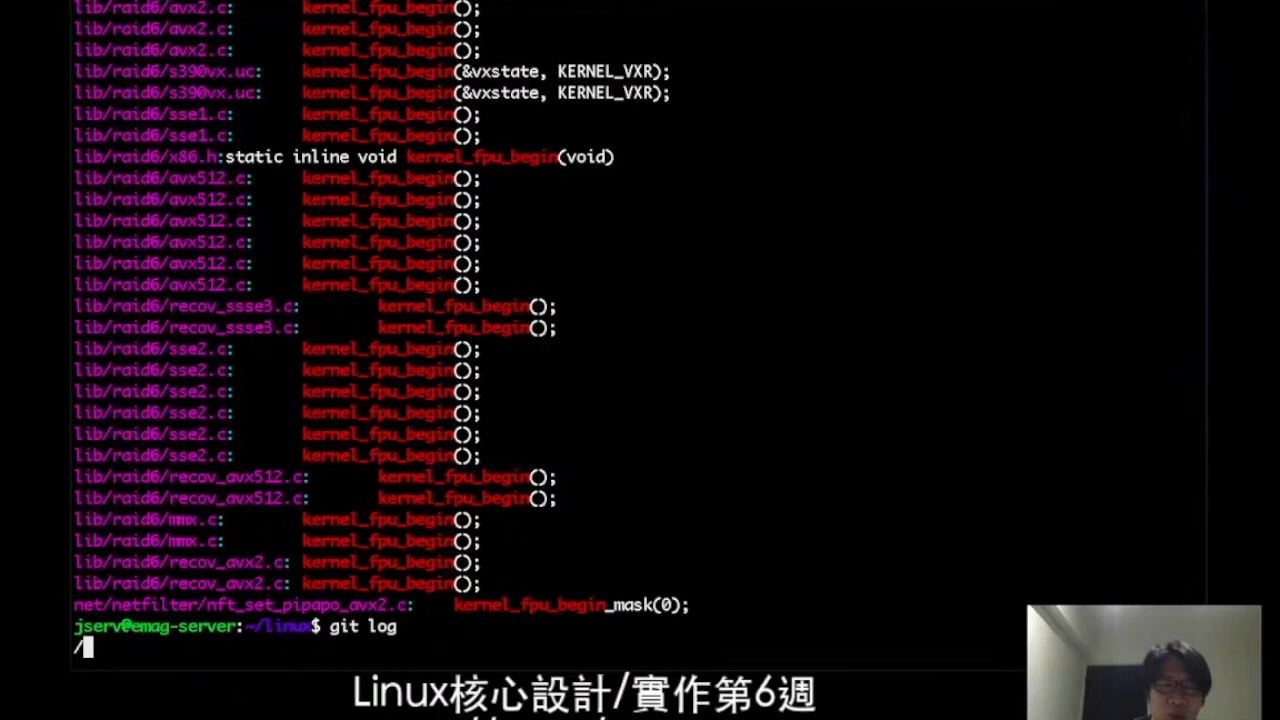 lib/raid6/avx2.c: kernel_fpu_begin();
lib/raid6/avx2.c: kernel_fpu_begin();
lib/raid6/avx2.c: kernel_fpu_begin();
lib/raid6/s390vx.uc: kernel_fpu_begin(&vxstate, KERNEL_VXR);
lib/raid6/s390vx.uc: kernel_fpu_begin(&vxstate, KERNEL_VXR);
lib/raid6/sse1.c: kernel_fpu_begin();
lib/raid6/sse1.c: kernel_fpu_begin();
lib/raid6/x86.h:static inline void kernel_fpu_begin(void)
lib/raid6/avx512.c: kernel_fpu_begin();
lib/raid6/avx512.c: kernel_fpu_begin();
lib/raid6/avx512.c: kernel_fpu_begin();
lib/raid6/avx512.c: kernel_fpu_begin();
lib/raid6/avx512.c: kernel_fpu_begin();
lib/raid6/avx512.c: kernel_fpu_begin();
lib/raid6/recov_ssse3.c: kernel_fpu_begin();
lib/raid6/recov_ssse3.c: kernel_fpu_begin();
lib/raid6/sse2.c: kernel_fpu_begin();
lib/raid6/sse2.c: kernel_fpu_begin();
lib/raid6/sse2.c: kernel_fpu_begin();
lib/raid6/sse2.c: kernel_fpu_begin();
lib/raid6/sse2.c: kernel_fpu_begin();
lib/raid6/sse2.c: kernel_fpu_begin();
lib/raid6/recov_avx512.c: kernel_fpu_begin();
lib/raid6/recov_avx512.c: kernel_fpu_begin();
lib/raid6/mmx.c: kernel_fpu_begin();
lib/raid6/mmx.c: kernel_fpu_begin();
lib/raid6/recov_avx2.c: kernel_fpu_begin();
lib/raid6/recov_avx2.c: kernel_fpu_begin();
net/netfilter/nft_set_pipapo_avx2.c: kernel_fpu_begin_mask(0);
jserv@emag-server:~/linux$ git log
/
Linux核心設計/實作第6週